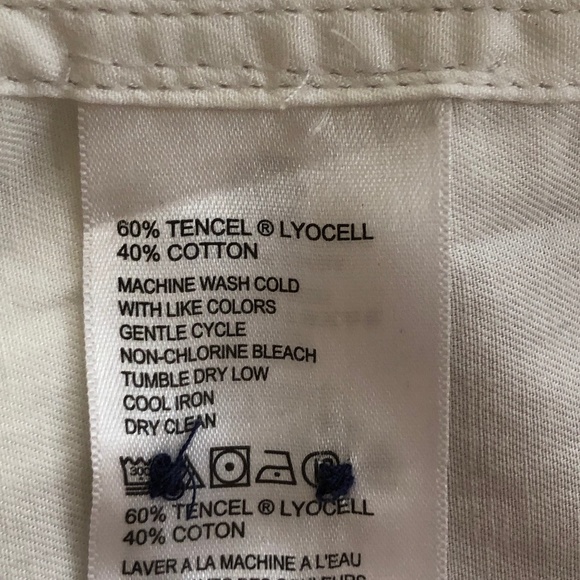 60% TENCEL ® LYOCELL
40% COTTON
MACHINE WASH COLD
WITH LIKE COLORS
GENTLE CYCLE
NON-CHLORINE BLEACH
TUMBLE DRY LOW
COOL IRON
DRY CLEAN
60% TENCEL ® LYOCELL
40% COTON
LAVER A LA MACHINE A L'EAU